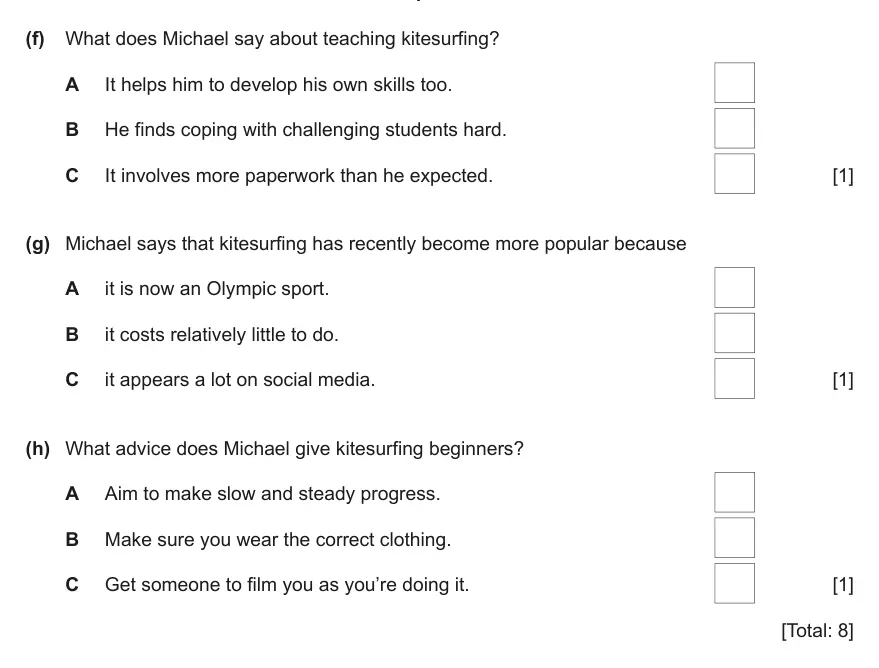 (f) What does Michael say about teaching kitesurfing?
A It helps him to develop his own skills too.
B He finds coping with challenging students hard.
C It involves more paperwork than he expected. [1]
(g) Michael says that kitesurfing has recently become more popular because
A it is now an Olympic sport.
B it costs relatively little to do.
C it appears a lot on social media. [1]
(h) What advice does Michael give kitesurfing beginners?
A Aim to make slow and steady progress.
B Make sure you wear the correct clothing.
C Get someone to film you as you're doing it. [1]
[Total: 8]